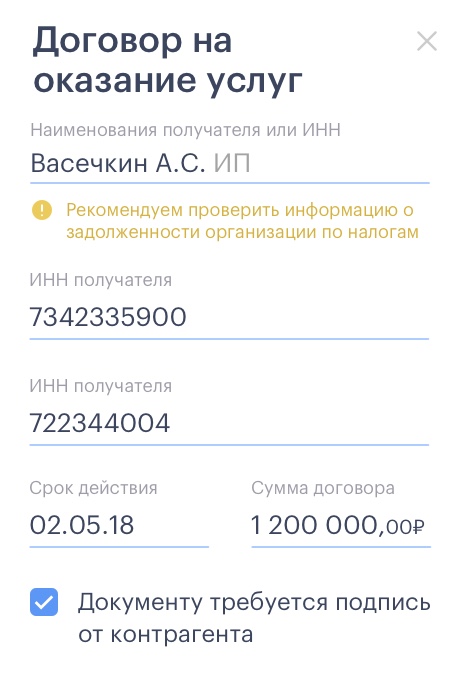 Договор на
оказание услуг
Наименования получателя или ИНН
Васечкин А.С. ИП
Рекомендуем проверить информацию о
задолженности организации по налогам
ИНН получателя
7342335900
ИНН получателя
722344004
Срок действия
Сумма договора
02.05.18
1 200 000,00₽
Документу требуется подпись
от контрагента